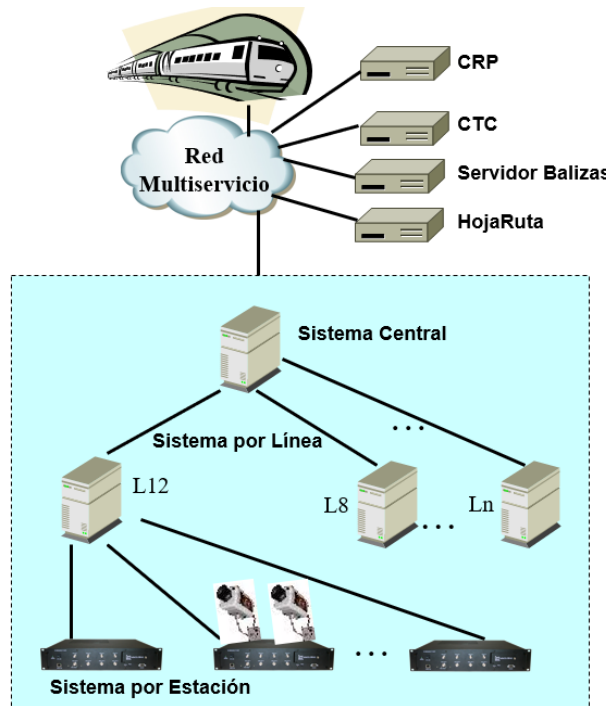 CRP
CTC
Red
Multiservicio
Servidor Balizas
HojaRuta
Sistema Central
. . .
Sistema por Línea
L12
L8
. . .
Ln
. . .
Sistema por Estación